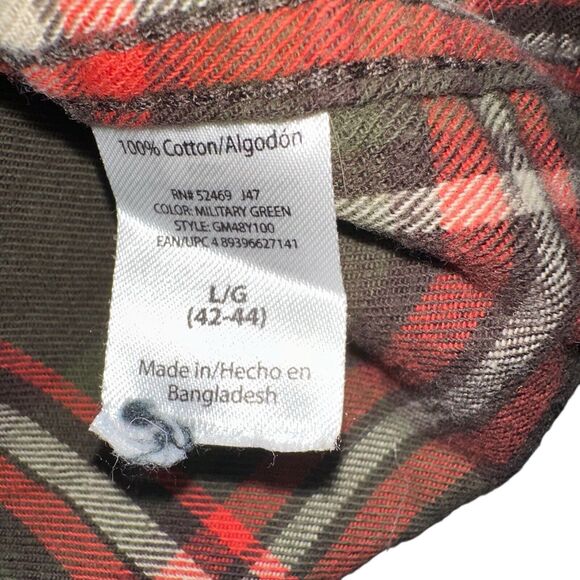 100% Cotton/Algodón
RN# 52469 J47
COLOR: MILITARY GREEN
STYLE: GM48Y100
EAN/UPC 4 89396627141
L/G
(42-44)
Made in/Hecho en
Bangladesh